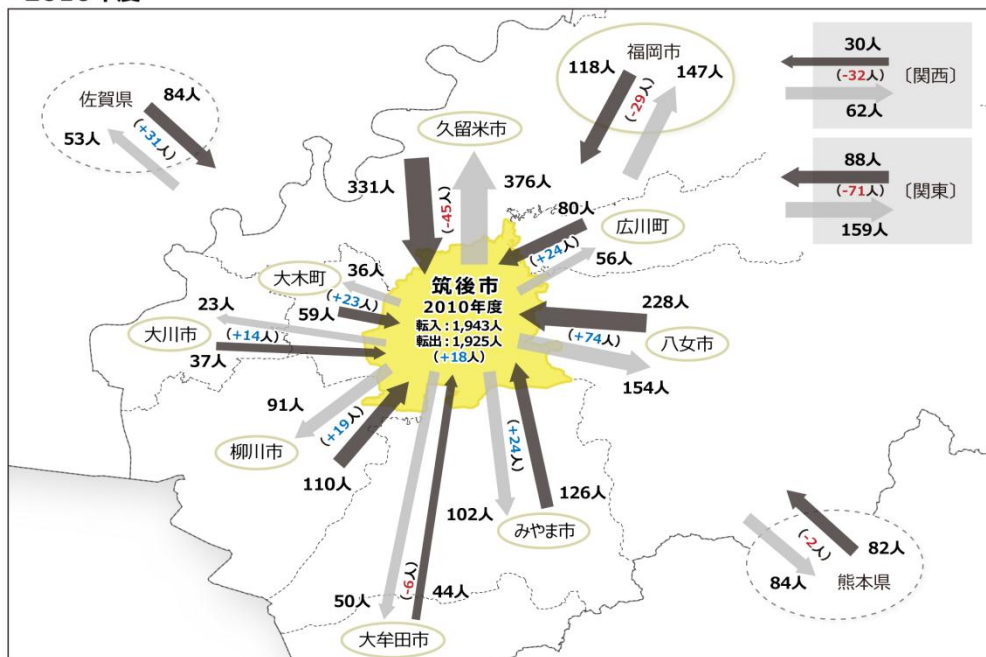 2010年度
佐賀県
84人
(+31人)
53人
福岡市
118人
(-29人)
147人
30人
(-32人)
〔関西〕
62人
88人
(-71人)
〔関東〕
159人
久留米市
331人
(-45人)
376人
80人
広川町
(+24人)
56人
大木町
36人
(+23人)
59人
23人
大川市
(+14人)
37人
筑後市
2010年度
転入:1,943人
転出:1,925人
(+18人)
228人
(+74人)
八女市
154人
91人
(+19人)
柳川市
110人
(+24人)
102人
126人
みやま市
50人
(-6人)
44人
大牟田市
(-2人)
82人
84人
熊本県